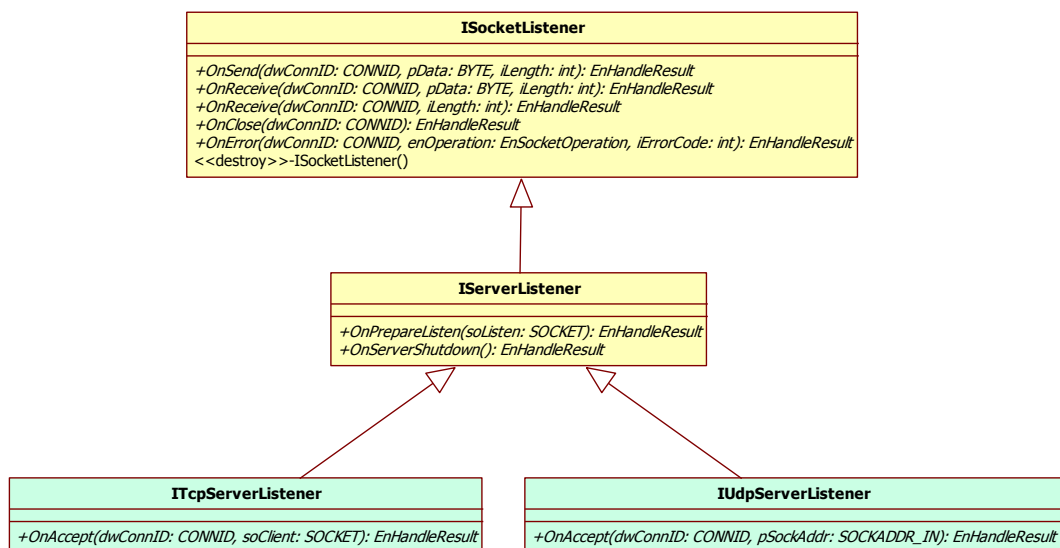 ISocketListener
+OnSend(dwConnID: CONNID, pData: BYTE, iLength: int): EnHandleResult
+OnReceive(dwConnID: CONNID, pData: BYTE, iLength: int): EnHandleResult
+OnReceive(dwConnID: CONNID, iLength: int): EnHandleResult
+OnClose(dwConnID: CONNID): EnHandleResult
+OnError(dwConnID: CONNID, enOperation: EnSocketOperation, iErrorCode: int): EnHandleResult
<<destroy>>-ISocketListener()
IServerListener
+OnPrepareListen(soListen: SOCKET): EnHandleResult
+OnServerShutdown(): EnHandleResult
ITcpServerListener
+OnAccept(dwConnID: CONNID, soClient: SOCKET): EnHandleResult
IUdpServerListener
+OnAccept(dwConnID: CONNID, pSockAddr: SOCKADDR_IN): EnHandleResult